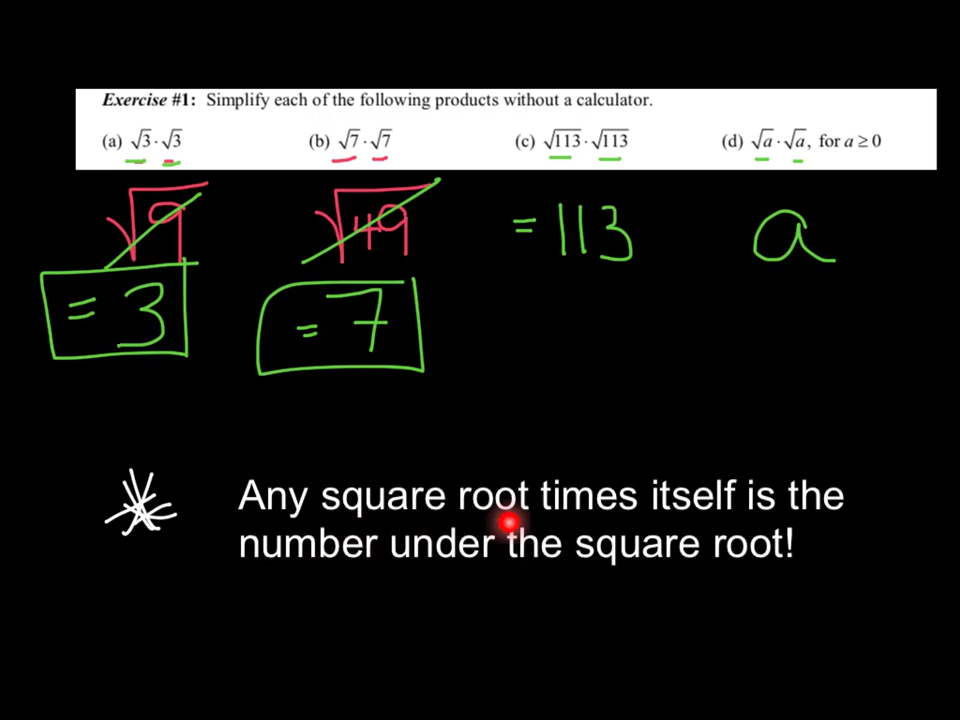 Exercise #1: Simplify each of the following products without a calculator.
(a) √3 · √3 (b) √7 · √7 (c) √113 · √113 (d) √a · √a, for a ≥ 0
√9 √49 = 113 a
= 3 = 7
Any square root times itself is the
number under the square root!